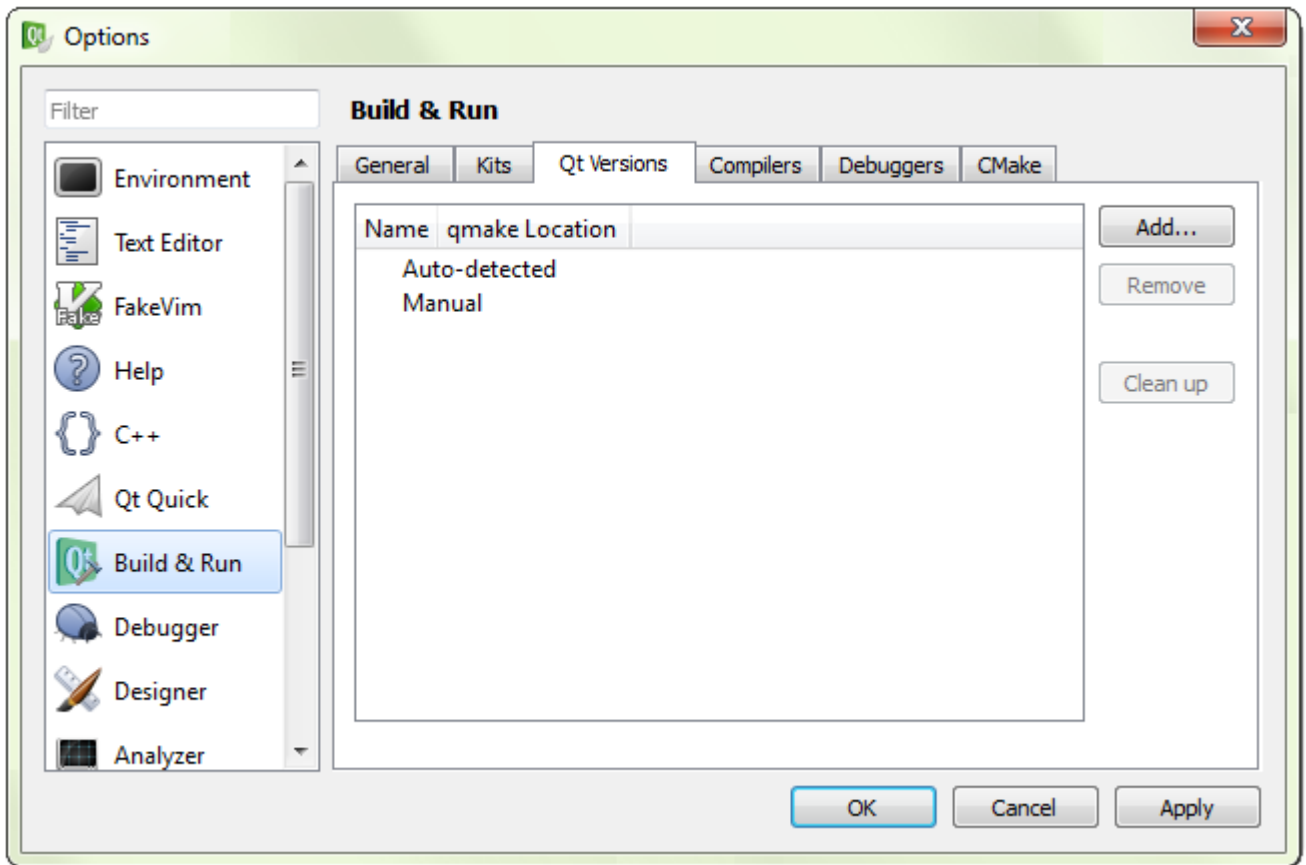 Options
Filter
Environment
Text Editor
FakeVim
Fake
Help
C++
Qt Quick
Build & Run
Debugger
Designer
Analyzer
Build & Run
General Kits Qt Versions Compilers Debuggers CMake
Name qmake Location
Auto-detected
Manual
Add...
Remove
Clean up
OK Cancel Apply